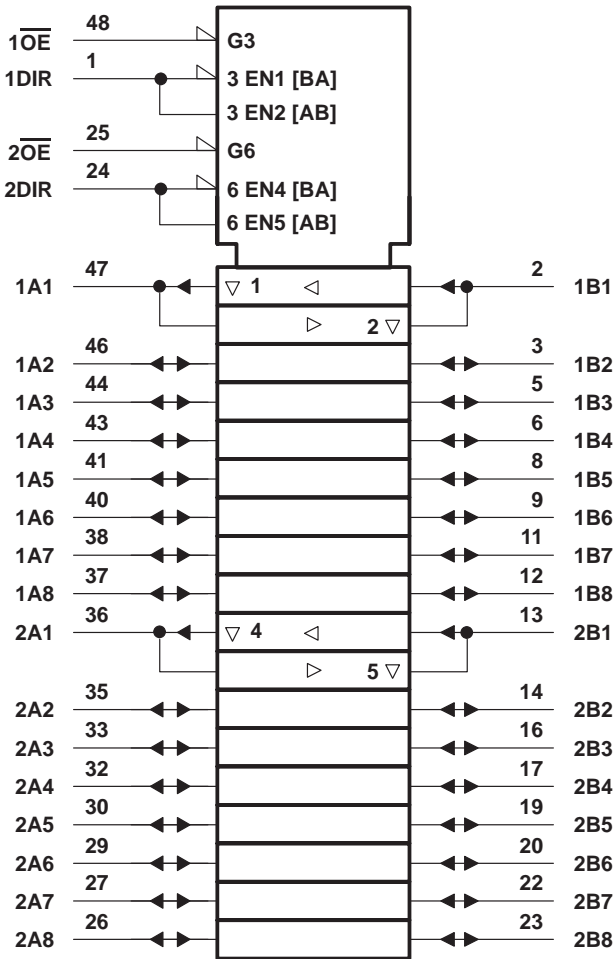 48
1O̅E̅ G3
1
1DIR 3 EN1 [BA]
3 EN2 [AB]
25
2O̅E̅ G6
24
2DIR 6 EN4 [BA]
6 EN5 [AB]
47 2
1A1 ▽ 1 ◁ 1B1
▷ 2 ▽
46 3
1A2 1B2
44 5
1A3 1B3
43 6
1A4 1B4
41 8
1A5 1B5
40 9
1A6 1B6
38 11
1A7 1B7
37 12
1A8 1B8
36 13
2A1 ▽ 4 ◁ 2B1
▷ 5 ▽
35 14
2A2 2B2
33 16
2A3 2B3
32 17
2A4 2B4
30 19
2A5 2B5
29 20
2A6 2B6
27 22
2A7 2B7
26 23
2A8 2B8